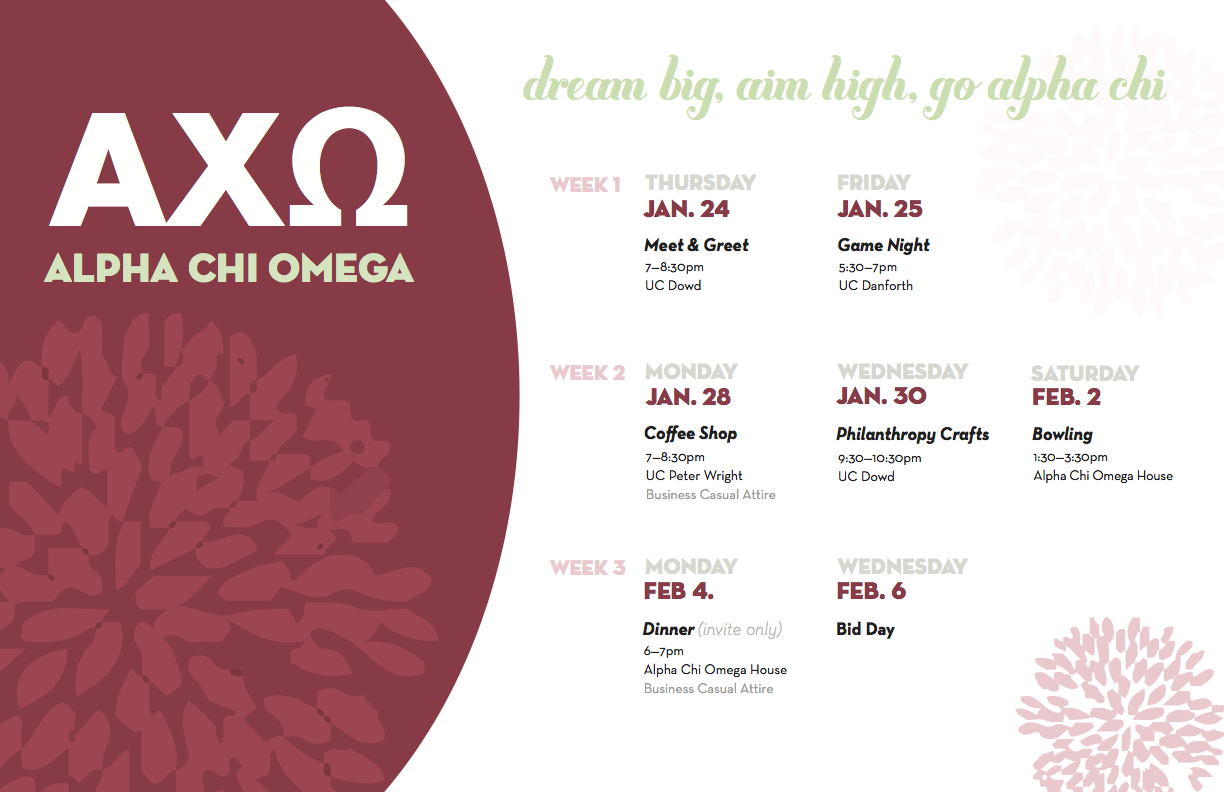 ΑΧΩ
ALPHA CHI OMEGA
dream big, aim high, go alpha chi
WEEK 1
THURSDAY
JAN. 24
Meet & Greet
7–8:30pm
UC Dowd
FRIDAY
JAN. 25
Game Night
5:30–7pm
UC Danforth
WEEK 2
MONDAY
JAN. 28
Coffee Shop
7–8:30pm
UC Peter Wright
Business Casual Attire
WEDNESDAY
JAN. 30
Philanthropy Crafts
9:30–10:30pm
UC Dowd
SATURDAY
FEB. 2
Bowling
1:30–3:30pm
Alpha Chi Omega House
WEEK 3
MONDAY
FEB 4.
Dinner (invite only)
6–7pm
Alpha Chi Omega House
Business Casual Attire
WEDNESDAY
FEB. 6
Bid Day